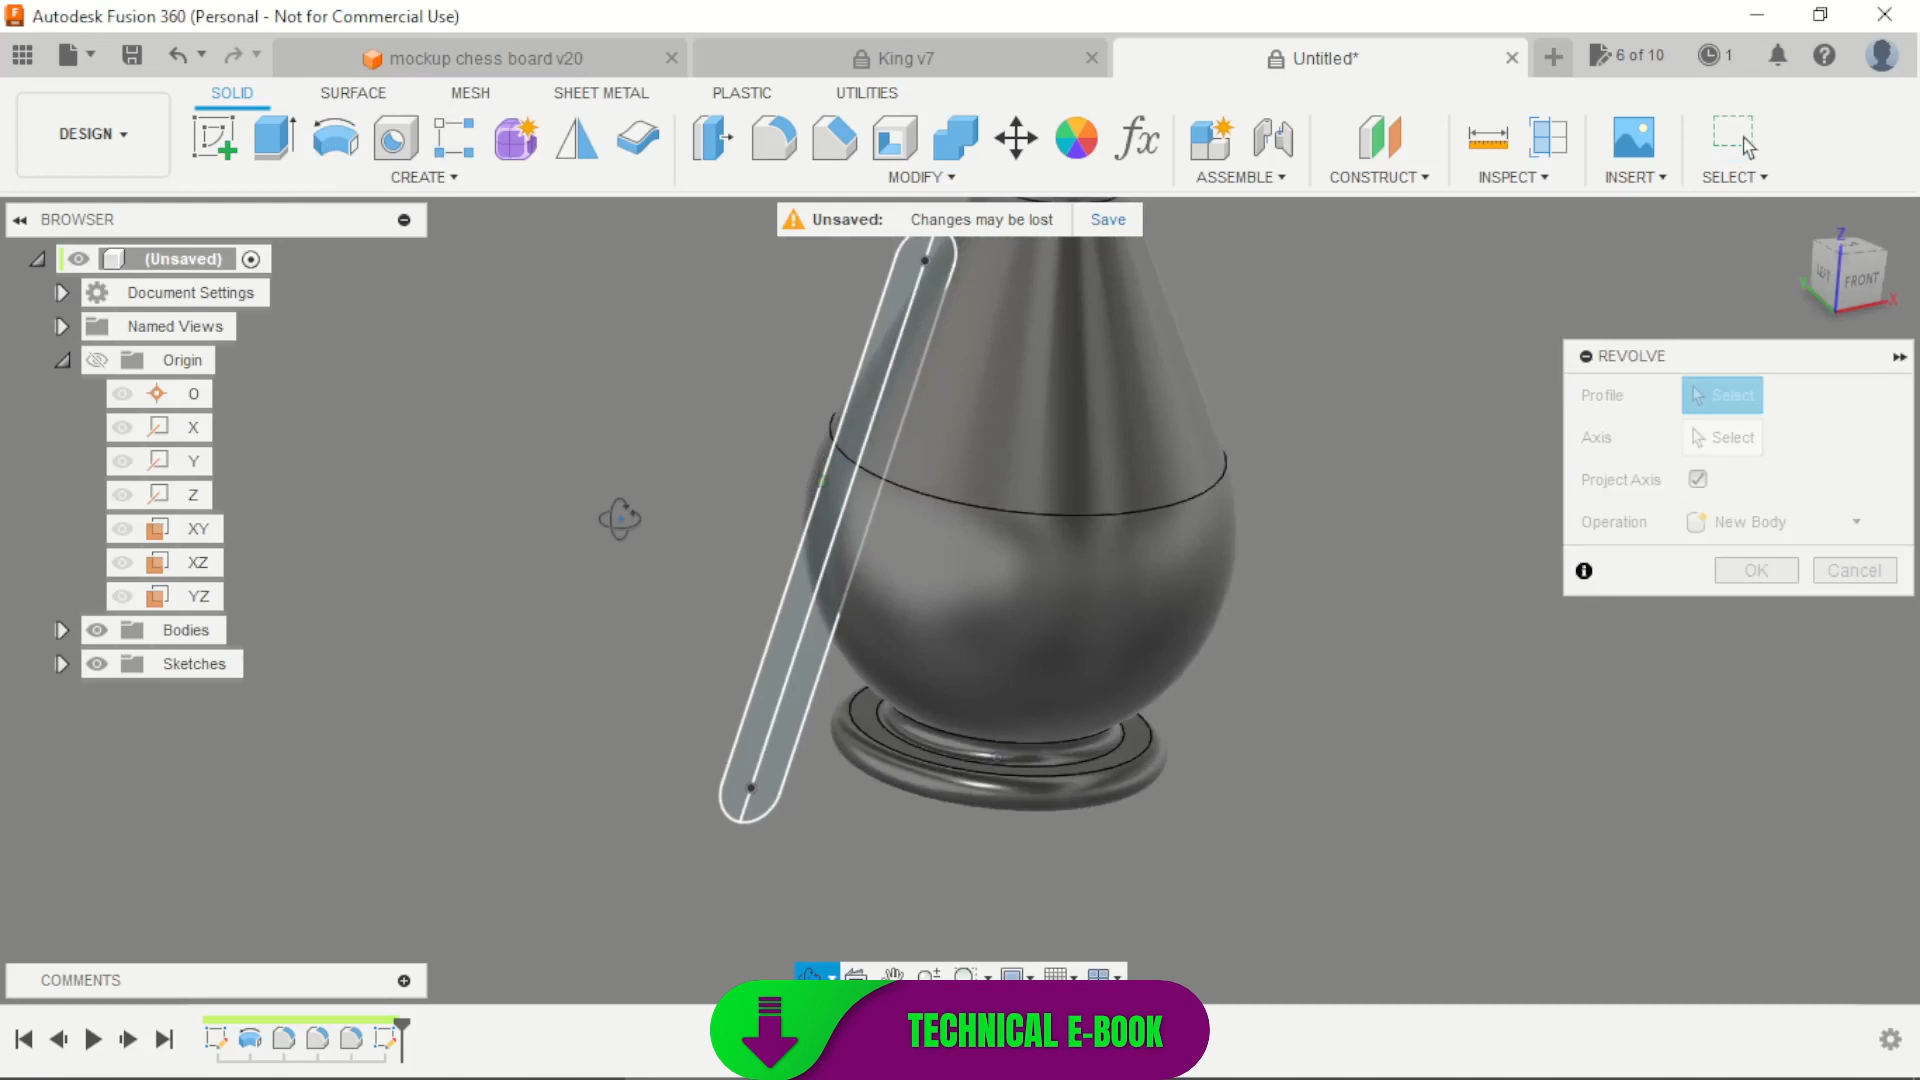 Autodesk Fusion 360 (Personal - Not for Commercial Use)
mockup chess board v20
King v7
Untitled*
6 of 10
1
DESIGN
SOLID
SURFACE
MESH
SHEET METAL
PLASTIC
UTILITIES
CREATE
MODIFY
ASSEMBLE
CONSTRUCT
INSPECT
INSERT
SELECT
BROWSER
Unsaved: Changes may be lost
Save
(Unsaved)
Document Settings
Named Views
Origin
O
X
Y
Z
XY
XZ
YZ
Bodies
Sketches
Z
LEFT
FRONT
Y
X
REVOLVE
Profile
Select
Axis
Select
Project Axis
Operation
New Body
OK
Cancel
COMMENTS
TECHNICAL E-BOOK